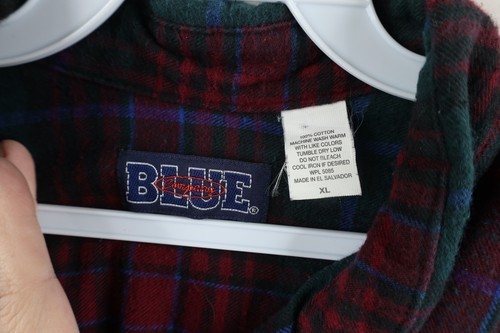 BLUE
Company
®
100% COTTON
MACHINE WASH WARM
WITH LIKE COLORS
TUMBLE DRY LOW
DO NOT BLEACH
COOL IRON IF DESIRED
WPL 5085
MADE IN EL SALVADOR
XL